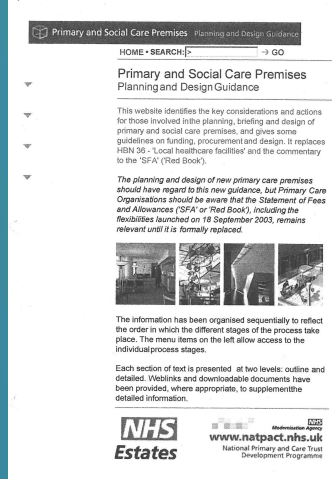 Primary and Social Care Premises Planning and Design Guidance
HOME • SEARCH: > → GO
Primary and Social Care Premises
Planning and Design Guidance
This website identifies the key considerations and actions
for those involved inthe planning, briefing and design of
primary and social care premises, and gives some
guidelines on funding, procurement and design. It replaces
HBN 36 - 'Local healthcare facilities' and the commentary
to the 'SFA' ('Red Book').
The planning and design of new primary care premises
should have regard to this new guidance, but Primary Care
Organisations should be aware that the Statement of Fees
and Allowances ('SFA' or 'Red Book'), including the
flexibilities launched on 18 September 2003, remains
relevant until it is formally replaced.
The information has been organised sequentially to reflect
the order in which the different stages of the process take
place. The menu items on the left allow access to the
individual process stages.
Each section of text is presented at two levels: outline and
detailed. Weblinks and downloadable documents have
been provided, where appropriate, to supplementthe
detailed information.
NHS
Estates
NHS
Modernisation Agency
www.natpact.nhs.uk
National Primary and Care Trust
Development Programme